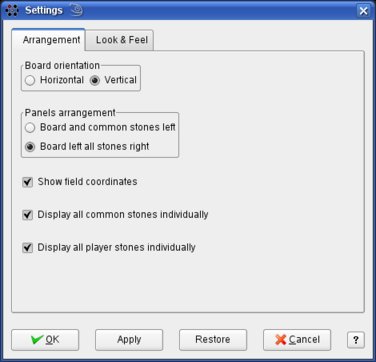 Settings
Arrangement
Look & Feel
Board orientation
Horizontal
Vertical
Panels arrangement
Board and common stones left
Board left all stones right
Show field coordinates
Display all common stones individually
Display all player stones individually
OK
Apply
Restore
Cancel
?